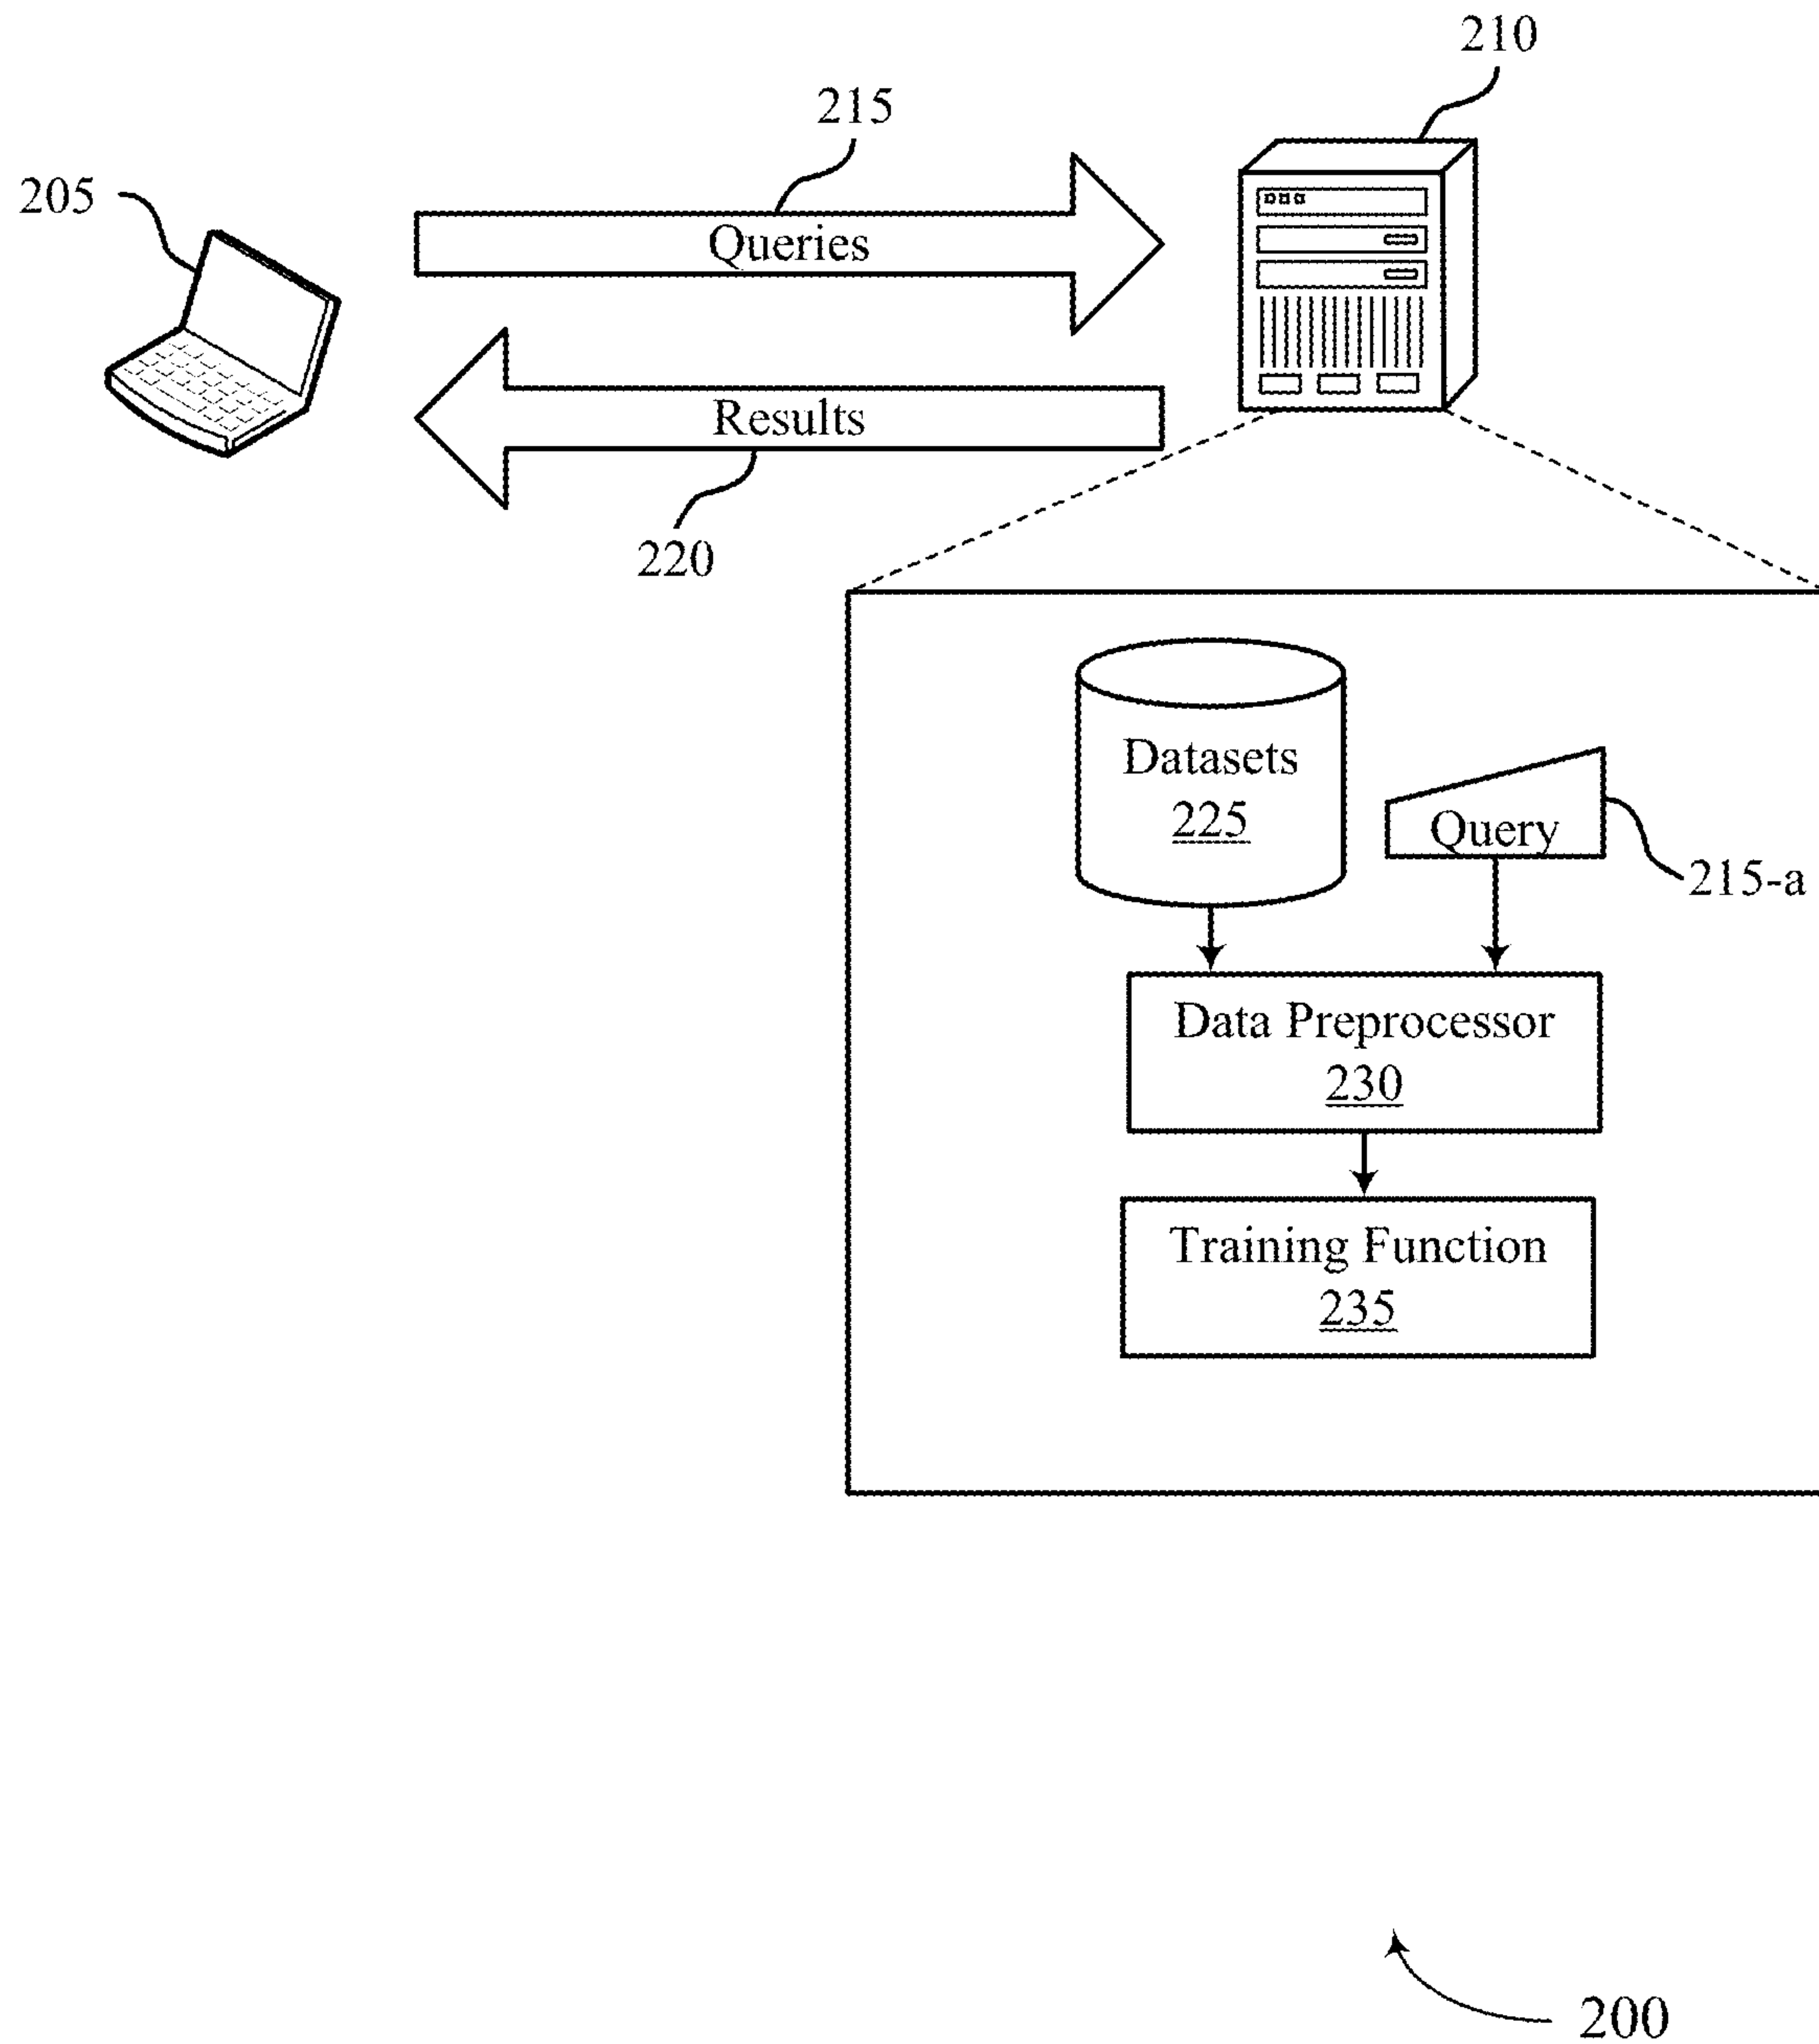 210
215
205
Queries
Results
220
Datasets
225
Query
215-a
Data Preprocessor
230
Training Function
235
200